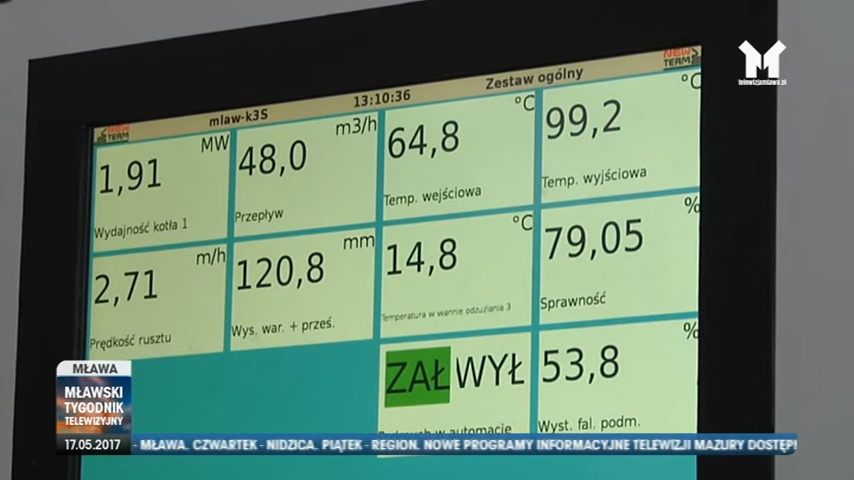 telewizjamlawa.pl
NEW TERM
mlaw-k3S
13:10:36
Zestaw ogólny
NEW TERM
1,91 MW
Wydajność kotła 1
48,0 m3/h
Przepływ
64,8 °C
Temp. wejściowa
99,2 °C
Temp. wyjściowa
2,71 m/h
Prędkość rusztu
120,8 mm
Wys. war. + prześ.
14,8 °C
Temperatura w wannie odzuzlania 3
79,05 %
Sprawność
ZAŁ WYŁ
w automacie
53,8 %
Wyst. fal. podm.
MŁAWA
MŁAWSKI
TYGODNIK
TELEWIZYJNY
17.05.2017
- MŁAWA. CZWARTEK - NIDZICA. PIĄTEK - REGION. NOWE PROGRAMY INFORMACYJNE TELEWIZJI MAZURY DOSTĘP